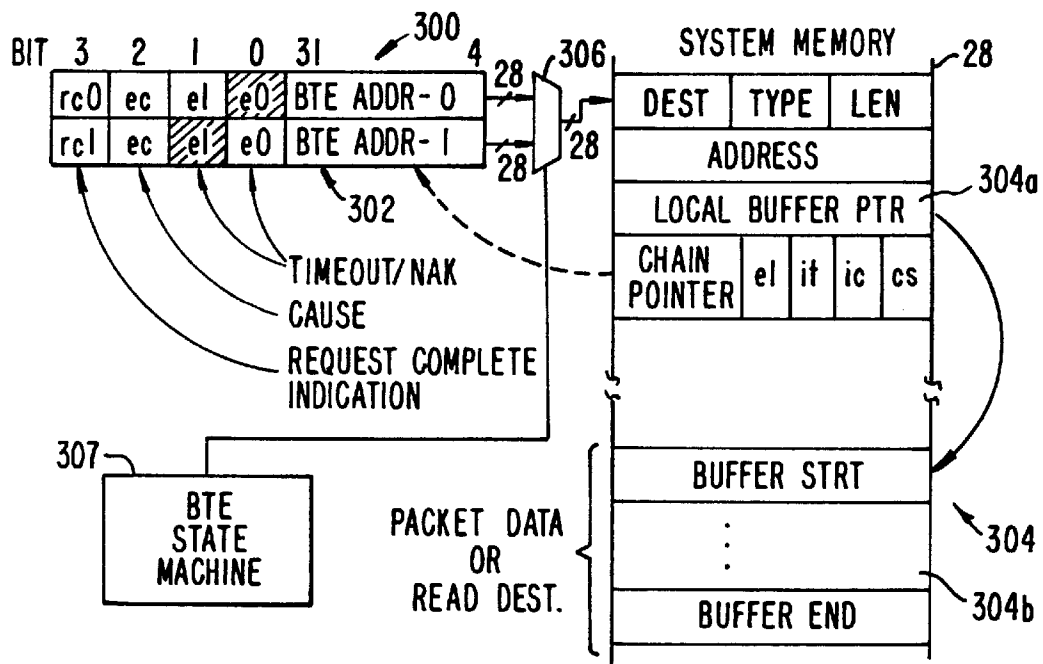 BIT 3 2 1 0 31 300 4 306 SYSTEM MEMORY 28
rc0 ec e1 e0 BTE ADDR-0 28 DEST TYPE LEN
rc1 ec e1 e0 BTE ADDR-1 28 28 ADDRESS
302 LOCAL BUFFER PTR 304a
TIMEOUT/NAK
CAUSE
REQUEST COMPLETE
INDICATION
CHAIN
POINTER
el it ic cs
307
BTE
STATE
MACHINE
PACKET DATA
OR
READ DEST.
BUFFER STRT
304
304b
BUFFER END